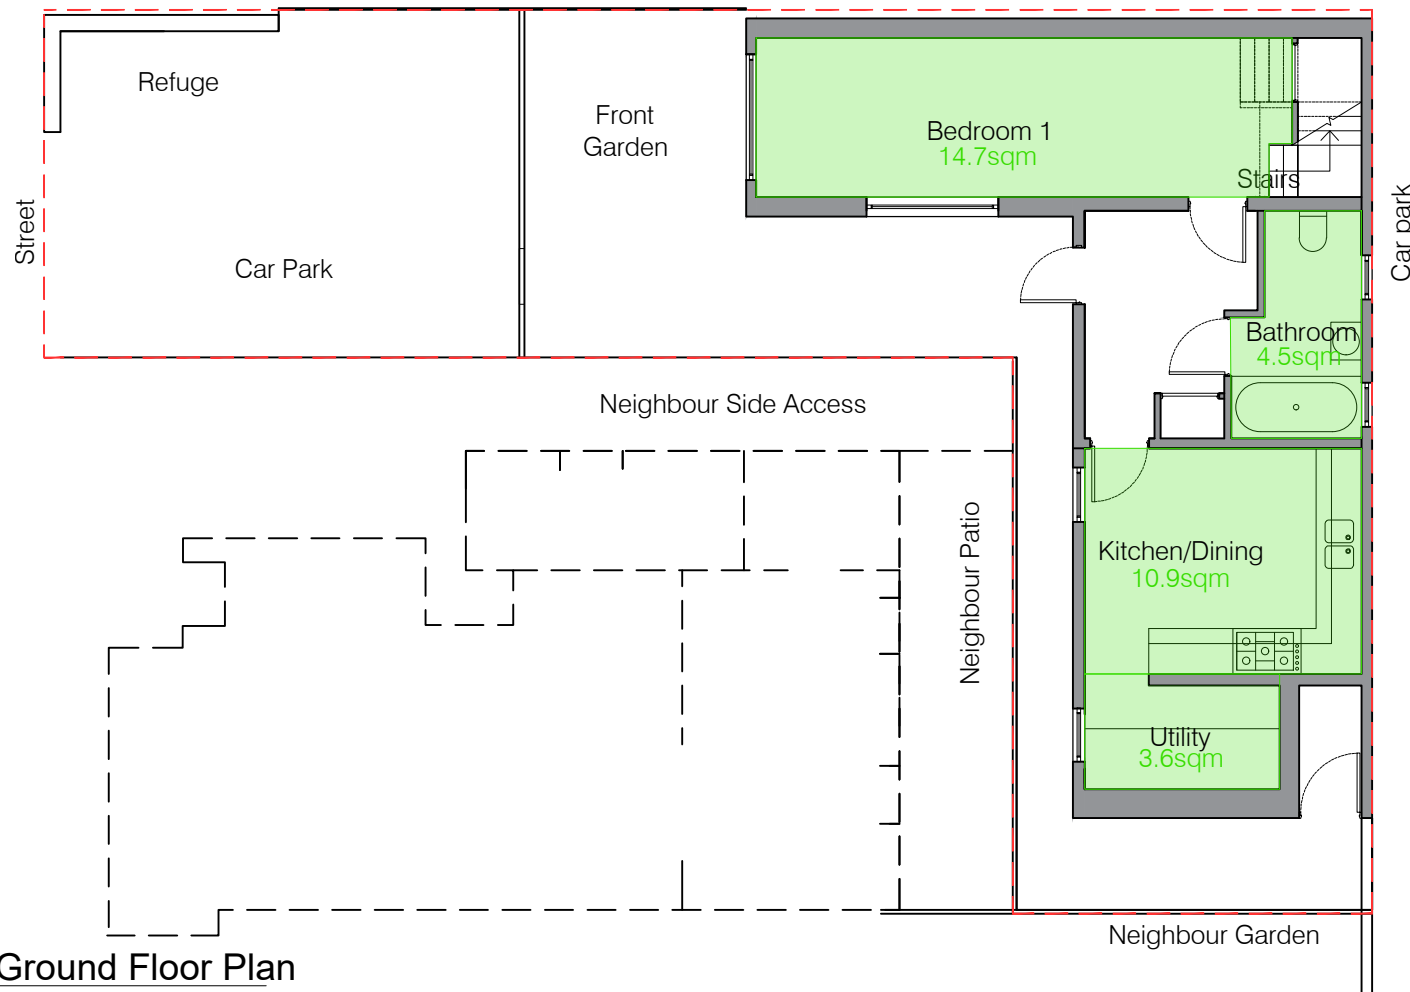 Refuge
Front
Garden
Bedroom 1
14.7sqm
Stairs
Street
Car Park
Car park
Bathroom
4.5sqm
Neighbour Side Access
Neighbour Patio
Kitchen/Dining
10.9sqm
Utility
3.6sqm
Neighbour Garden
Ground Floor Plan